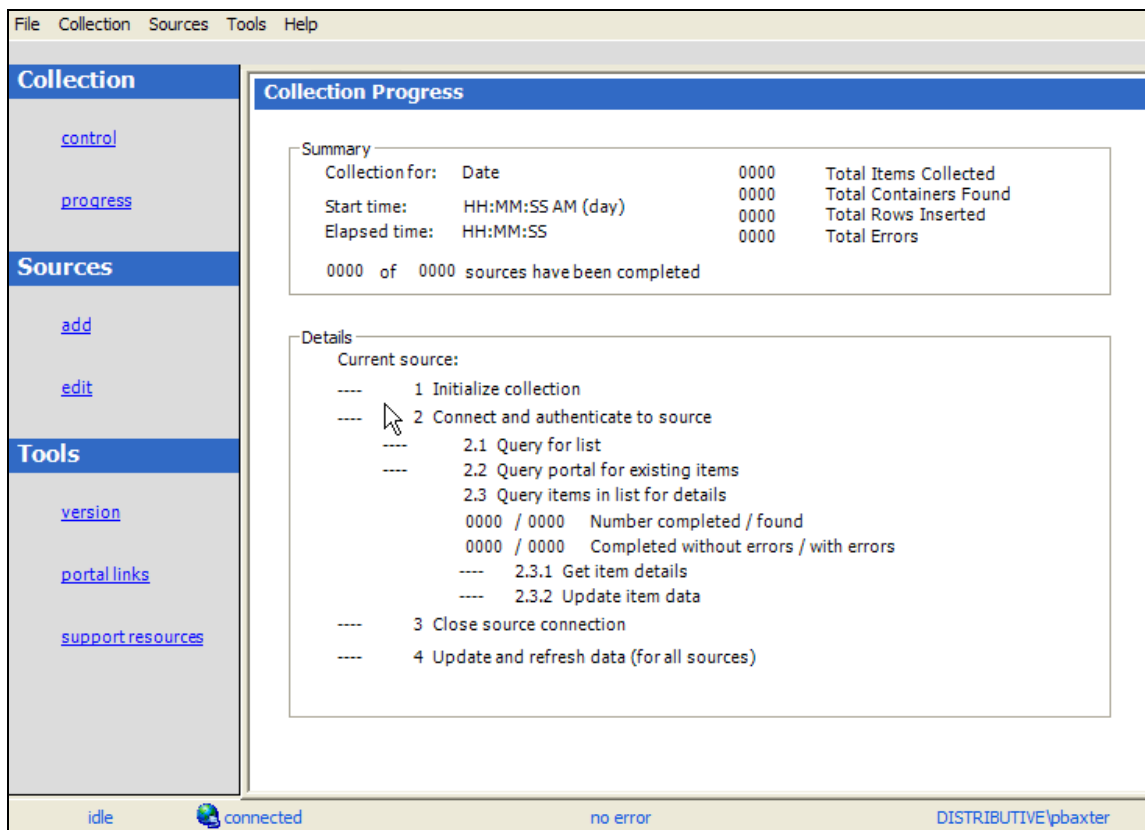 File Collection Sources Tools Help
Collection
control
progress
Sources
add
edit
Tools
version
portal links
support resources
Collection Progress
Summary
Collection for: Date 0000 Total Items Collected
0000 Total Containers Found
Start time: HH:MM:SS AM (day) 0000 Total Rows Inserted
Elapsed time: HH:MM:SS 0000 Total Errors
0000 of 0000 sources have been completed
Details
Current source:
---- 1 Initialize collection
---- 2 Connect and authenticate to source
---- 2.1 Query for list
---- 2.2 Query portal for existing items
2.3 Query items in list for details
0000 / 0000 Number completed / found
0000 / 0000 Completed without errors / with errors
---- 2.3.1 Get item details
---- 2.3.2 Update item data
---- 3 Close source connection
---- 4 Update and refresh data (for all sources)
idle connected no error DISTRIBUTIVE\pbaxter